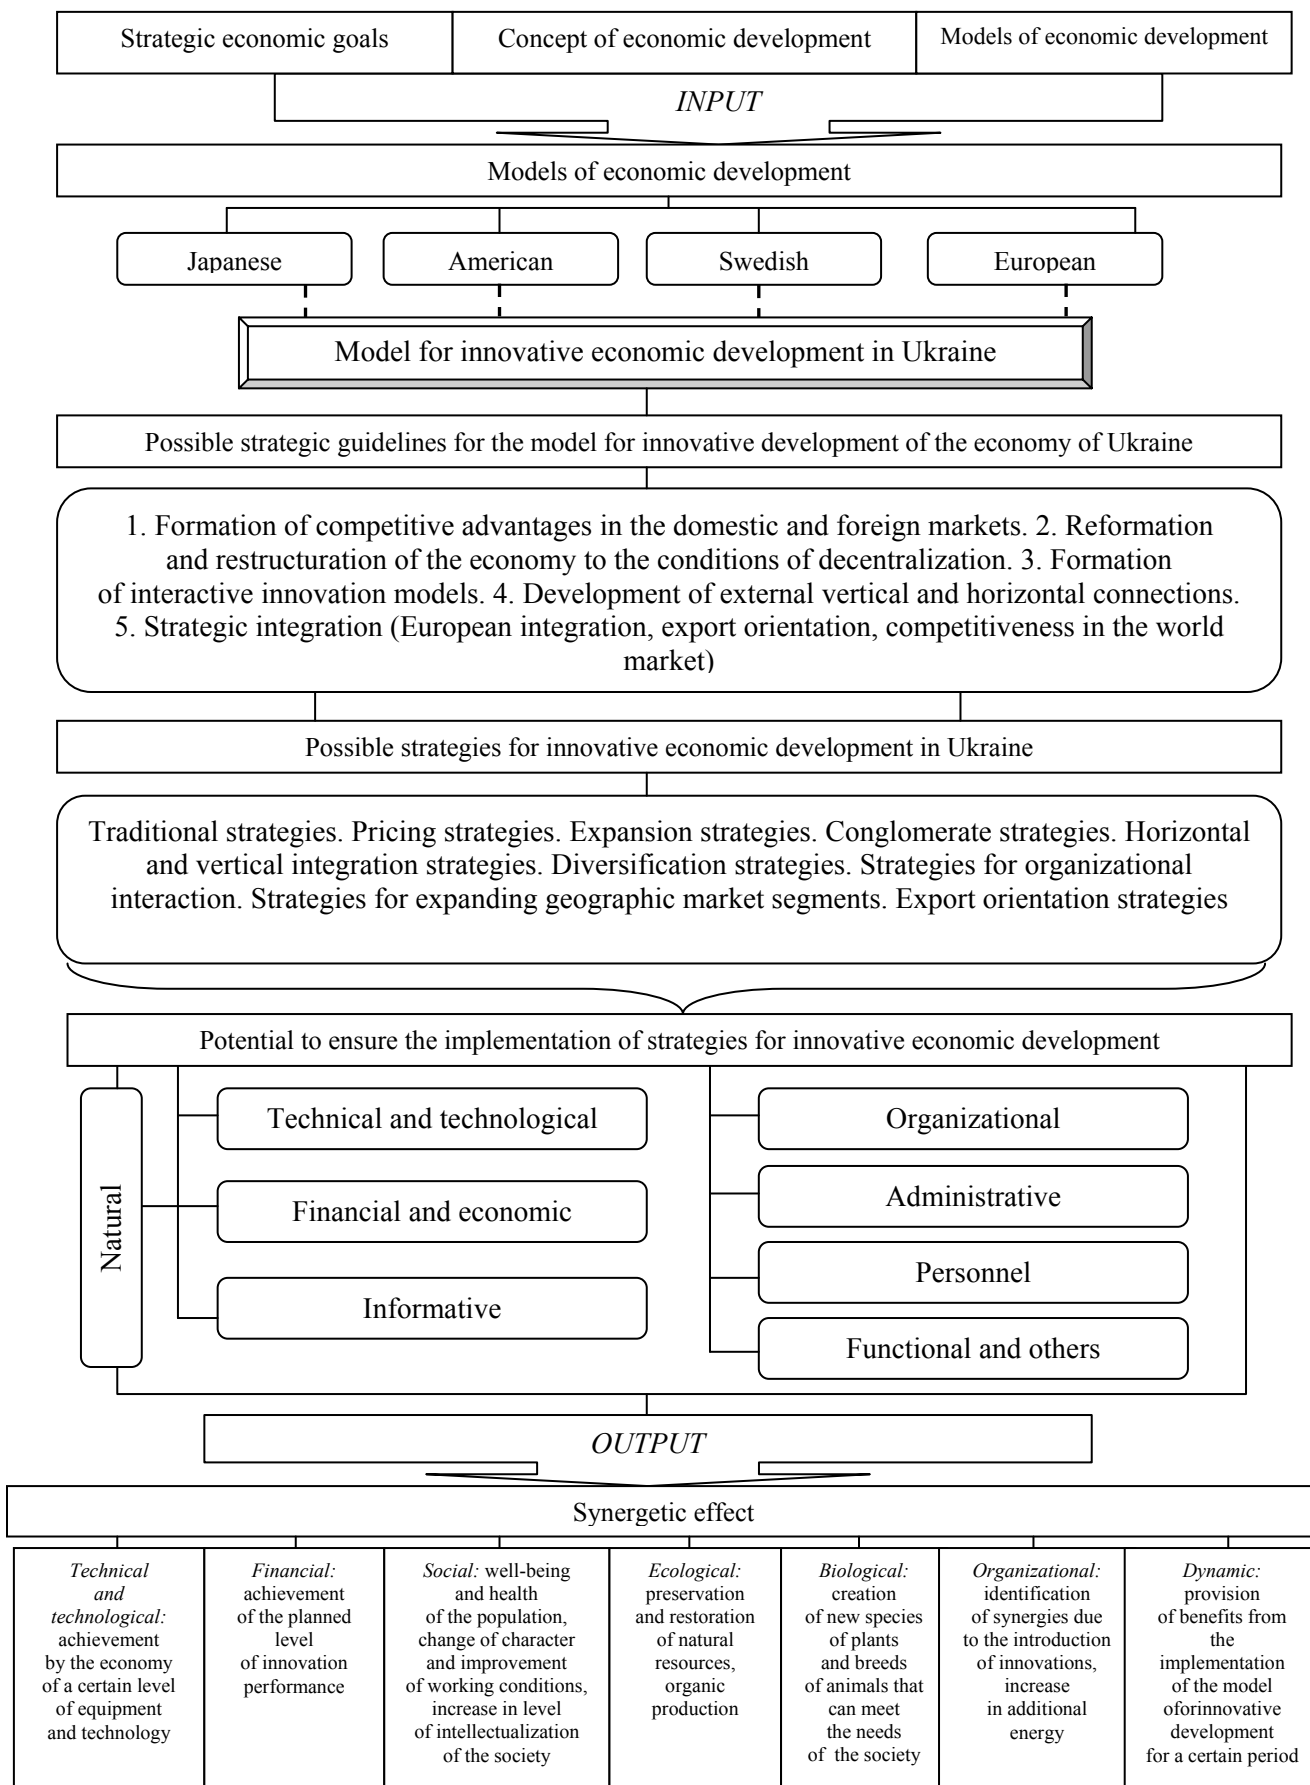 Strategic economic goals
Concept of economic development
Models of economic development
INPUT
Models of economic development
Japanese
American
Swedish
European
Model for innovative economic development in Ukraine
Possible strategic guidelines for the model for innovative development of the economy of Ukraine
1. Formation of competitive advantages in the domestic and foreign markets. 2. Reformation
and restructuration of the economy to the conditions of decentralization. 3. Formation
of interactive innovation models. 4. Development of external vertical and horizontal connections.
5. Strategic integration (European integration, export orientation, competitiveness in the world
market)
Possible strategies for innovative economic development in Ukraine
Traditional strategies. Pricing strategies. Expansion strategies. Conglomerate strategies. Horizontal
and vertical integration strategies. Diversification strategies. Strategies for organizational
interaction. Strategies for expanding geographic market segments. Export orientation strategies
Potential to ensure the implementation of strategies for innovative economic development
Natural
Technical and technological
Financial and economic
Informative
Organizational
Administrative
Personnel
Functional and others
OUTPUT
Synergetic effect
Technical
and
technological:
achievement
by the economy
of a certain level
of equipment
and technology
Financial:
achievement
of the planned
level
of innovation
performance
Social: well-being
and health
of the population,
change of character
and improvement
of working conditions,
increase in level
of intellectualization
of the society
Ecological:
preservation
and restoration
of natural
resources,
organic
production
Biological:
creation
of new species
of plants
and breeds
of animals that
can meet
the needs
of the society
Organizational:
identification
of synergies due
to the introduction
of innovations,
increase
in additional
energy
Dynamic:
provision
of benefits from
the
implementation
of the model
oforinnovative
development
for a certain period